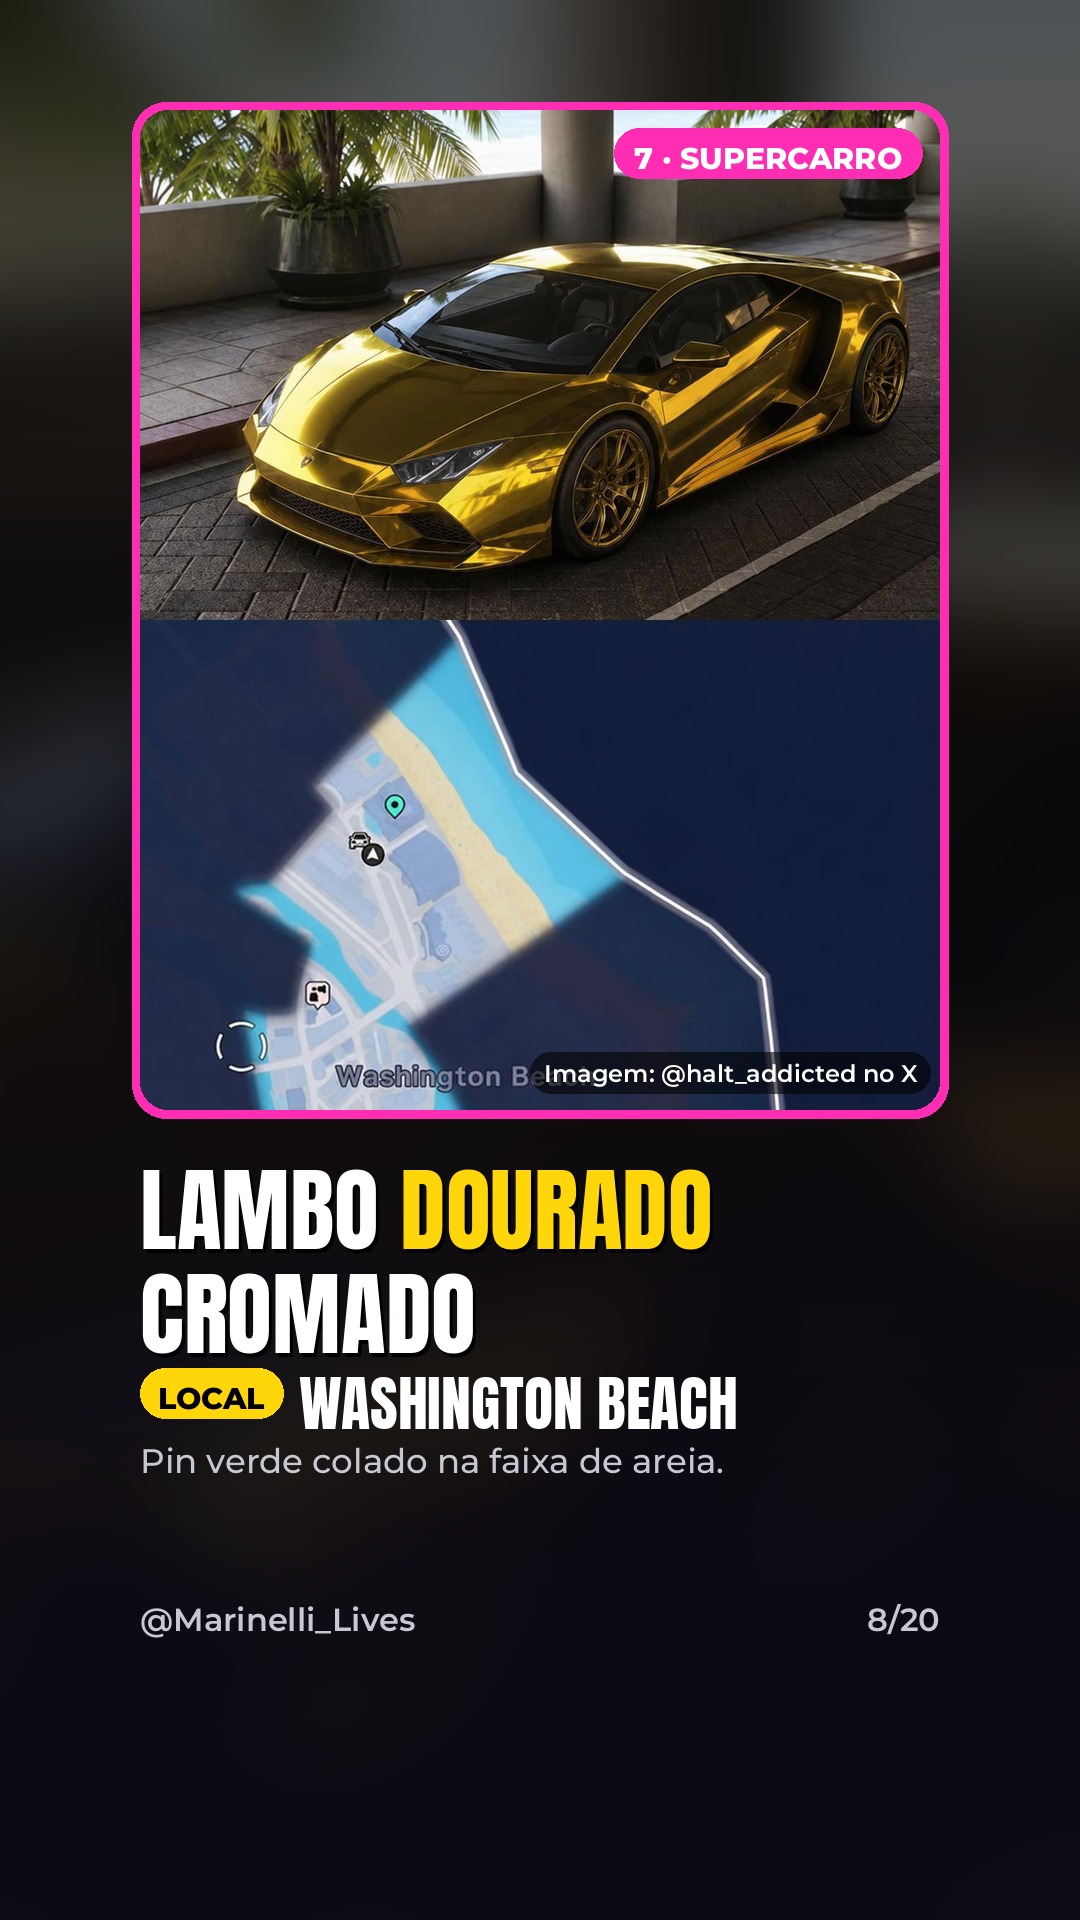 7 · SUPERCARRO
Washington Beach
Imagem: @halt_addicted no X
LAMBO DOURADO
CROMADO
LOCAL WASHINGTON BEACH
Pin verde colado na faixa de areia.
@Marinelli_Lives
8/20